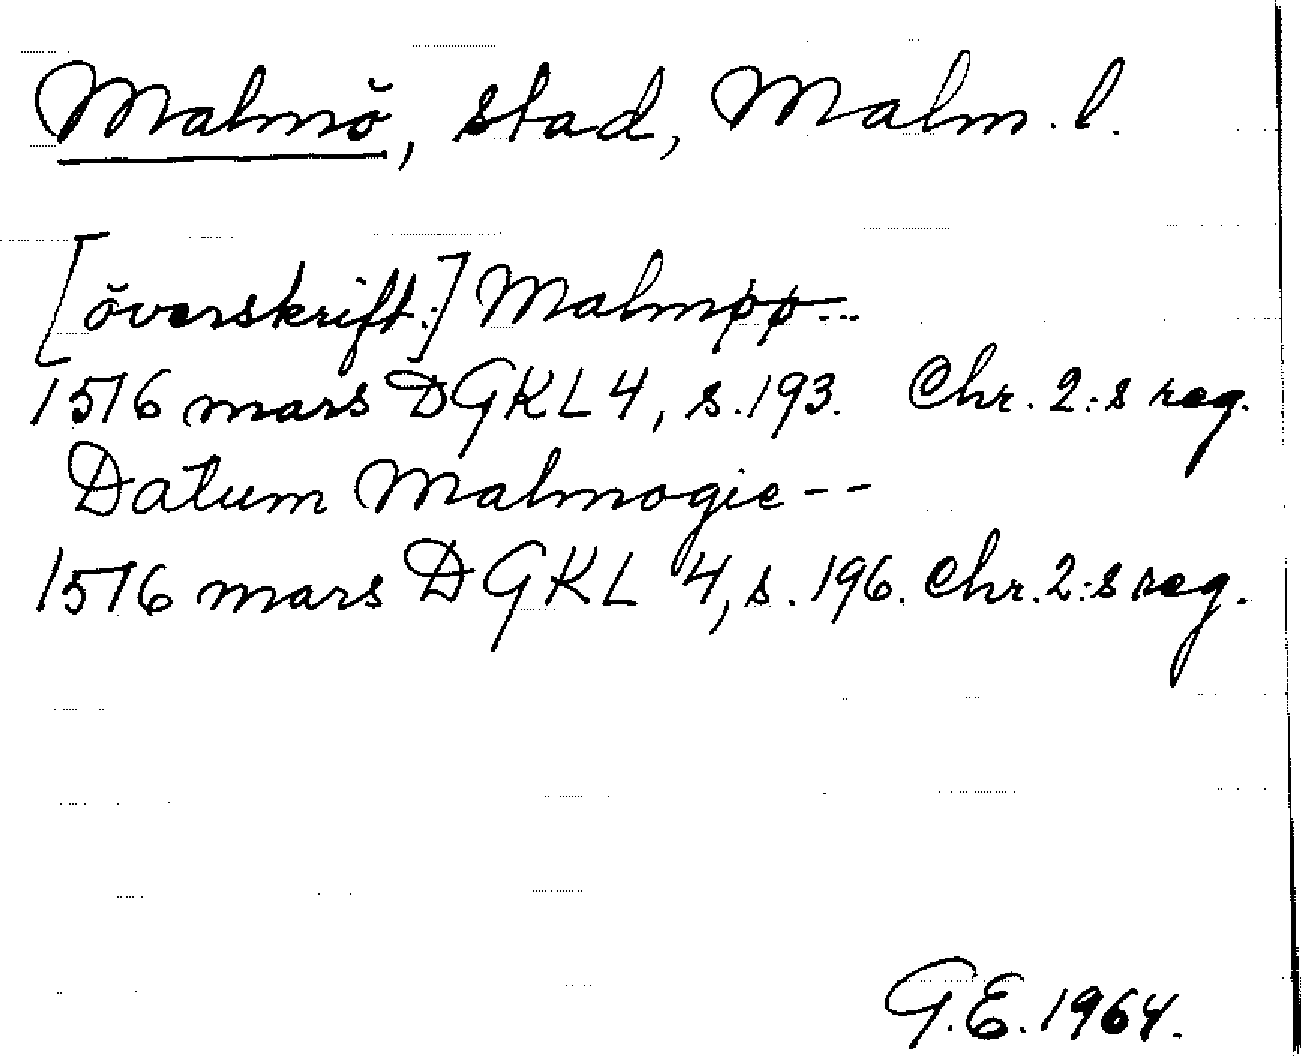 Malmö, stad, Malm. l.
[överskrift:] Malmøø--
1516 mars DGKL 4, s. 193. Chr. 2:s reg.
Datum Malmogie --
1516 mars DGKL 4, s. 196. Chr. 2:s reg.
G.E. 1964.